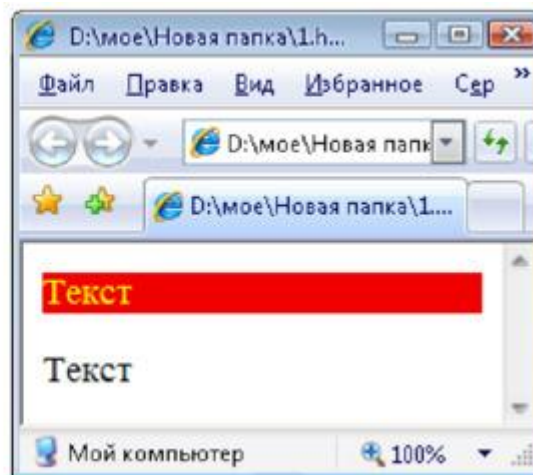 D:\мое\Новая папка\1.h...
Файл Правка Вид Избранное Сер »
D:\мое\Новая папк
D:\мое\Новая папка\1....
Текст
Текст
Мой компьютер 100%